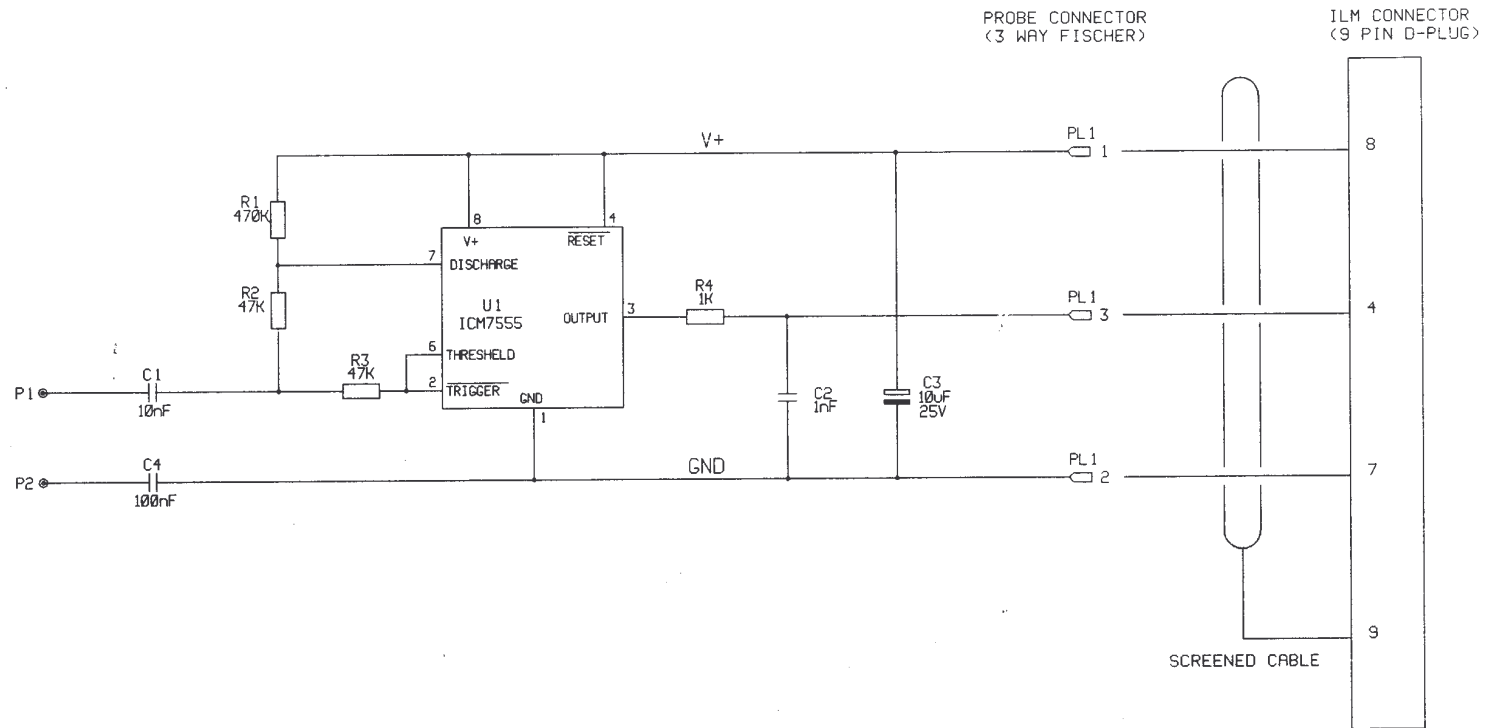 PROBE CONNECTOR
(3 WAY FISCHER)
ILM CONNECTOR
(9 PIN D-PLUG)
V+
PL1
1
8
R1
470K
8
4
V+
RESET
7
DISCHARGE
R2
47K
U1
ICM7555
OUTPUT
3
R4
1K
PL1
3
4
6
THRESHELD
R3
47K
2
TRIGGER
GND
1
P1
C1
10nF
C2
1nF
C3
10uF
25V
P2
C4
100nF
GND
PL1
2
7
9
SCREENED CABLE